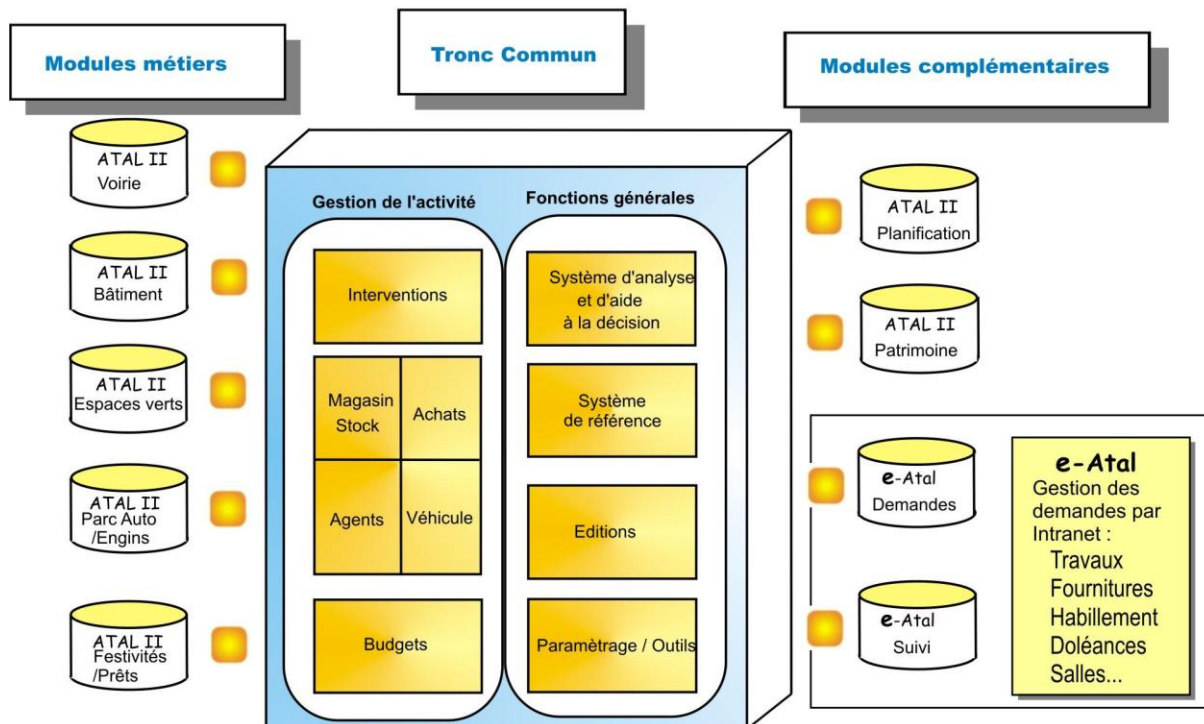 Modules métiers
Tronc Commun
Modules complémentaires
ATAL II
Voirie
ATAL II
Bâtiment
ATAL II
Espaces verts
ATAL II
Parc Auto
/Engins
ATAL II
Festivités
/Prêts
Gestion de l'activité
Interventions
Magasin
Stock
Achats
Agents
Véhicule
Budgets
Fonctions générales
Système d'analyse
et d'aide
à la décision
Système
de référence
Editions
Paramètrage / Outils
ATAL II
Planification
ATAL II
Patrimoine
e-Atal
Demandes
e-Atal
Suivi
e-Atal
Gestion des
demandes par
Intranet :
Travaux
Fournitures
Habillement
Doléances
Salles...